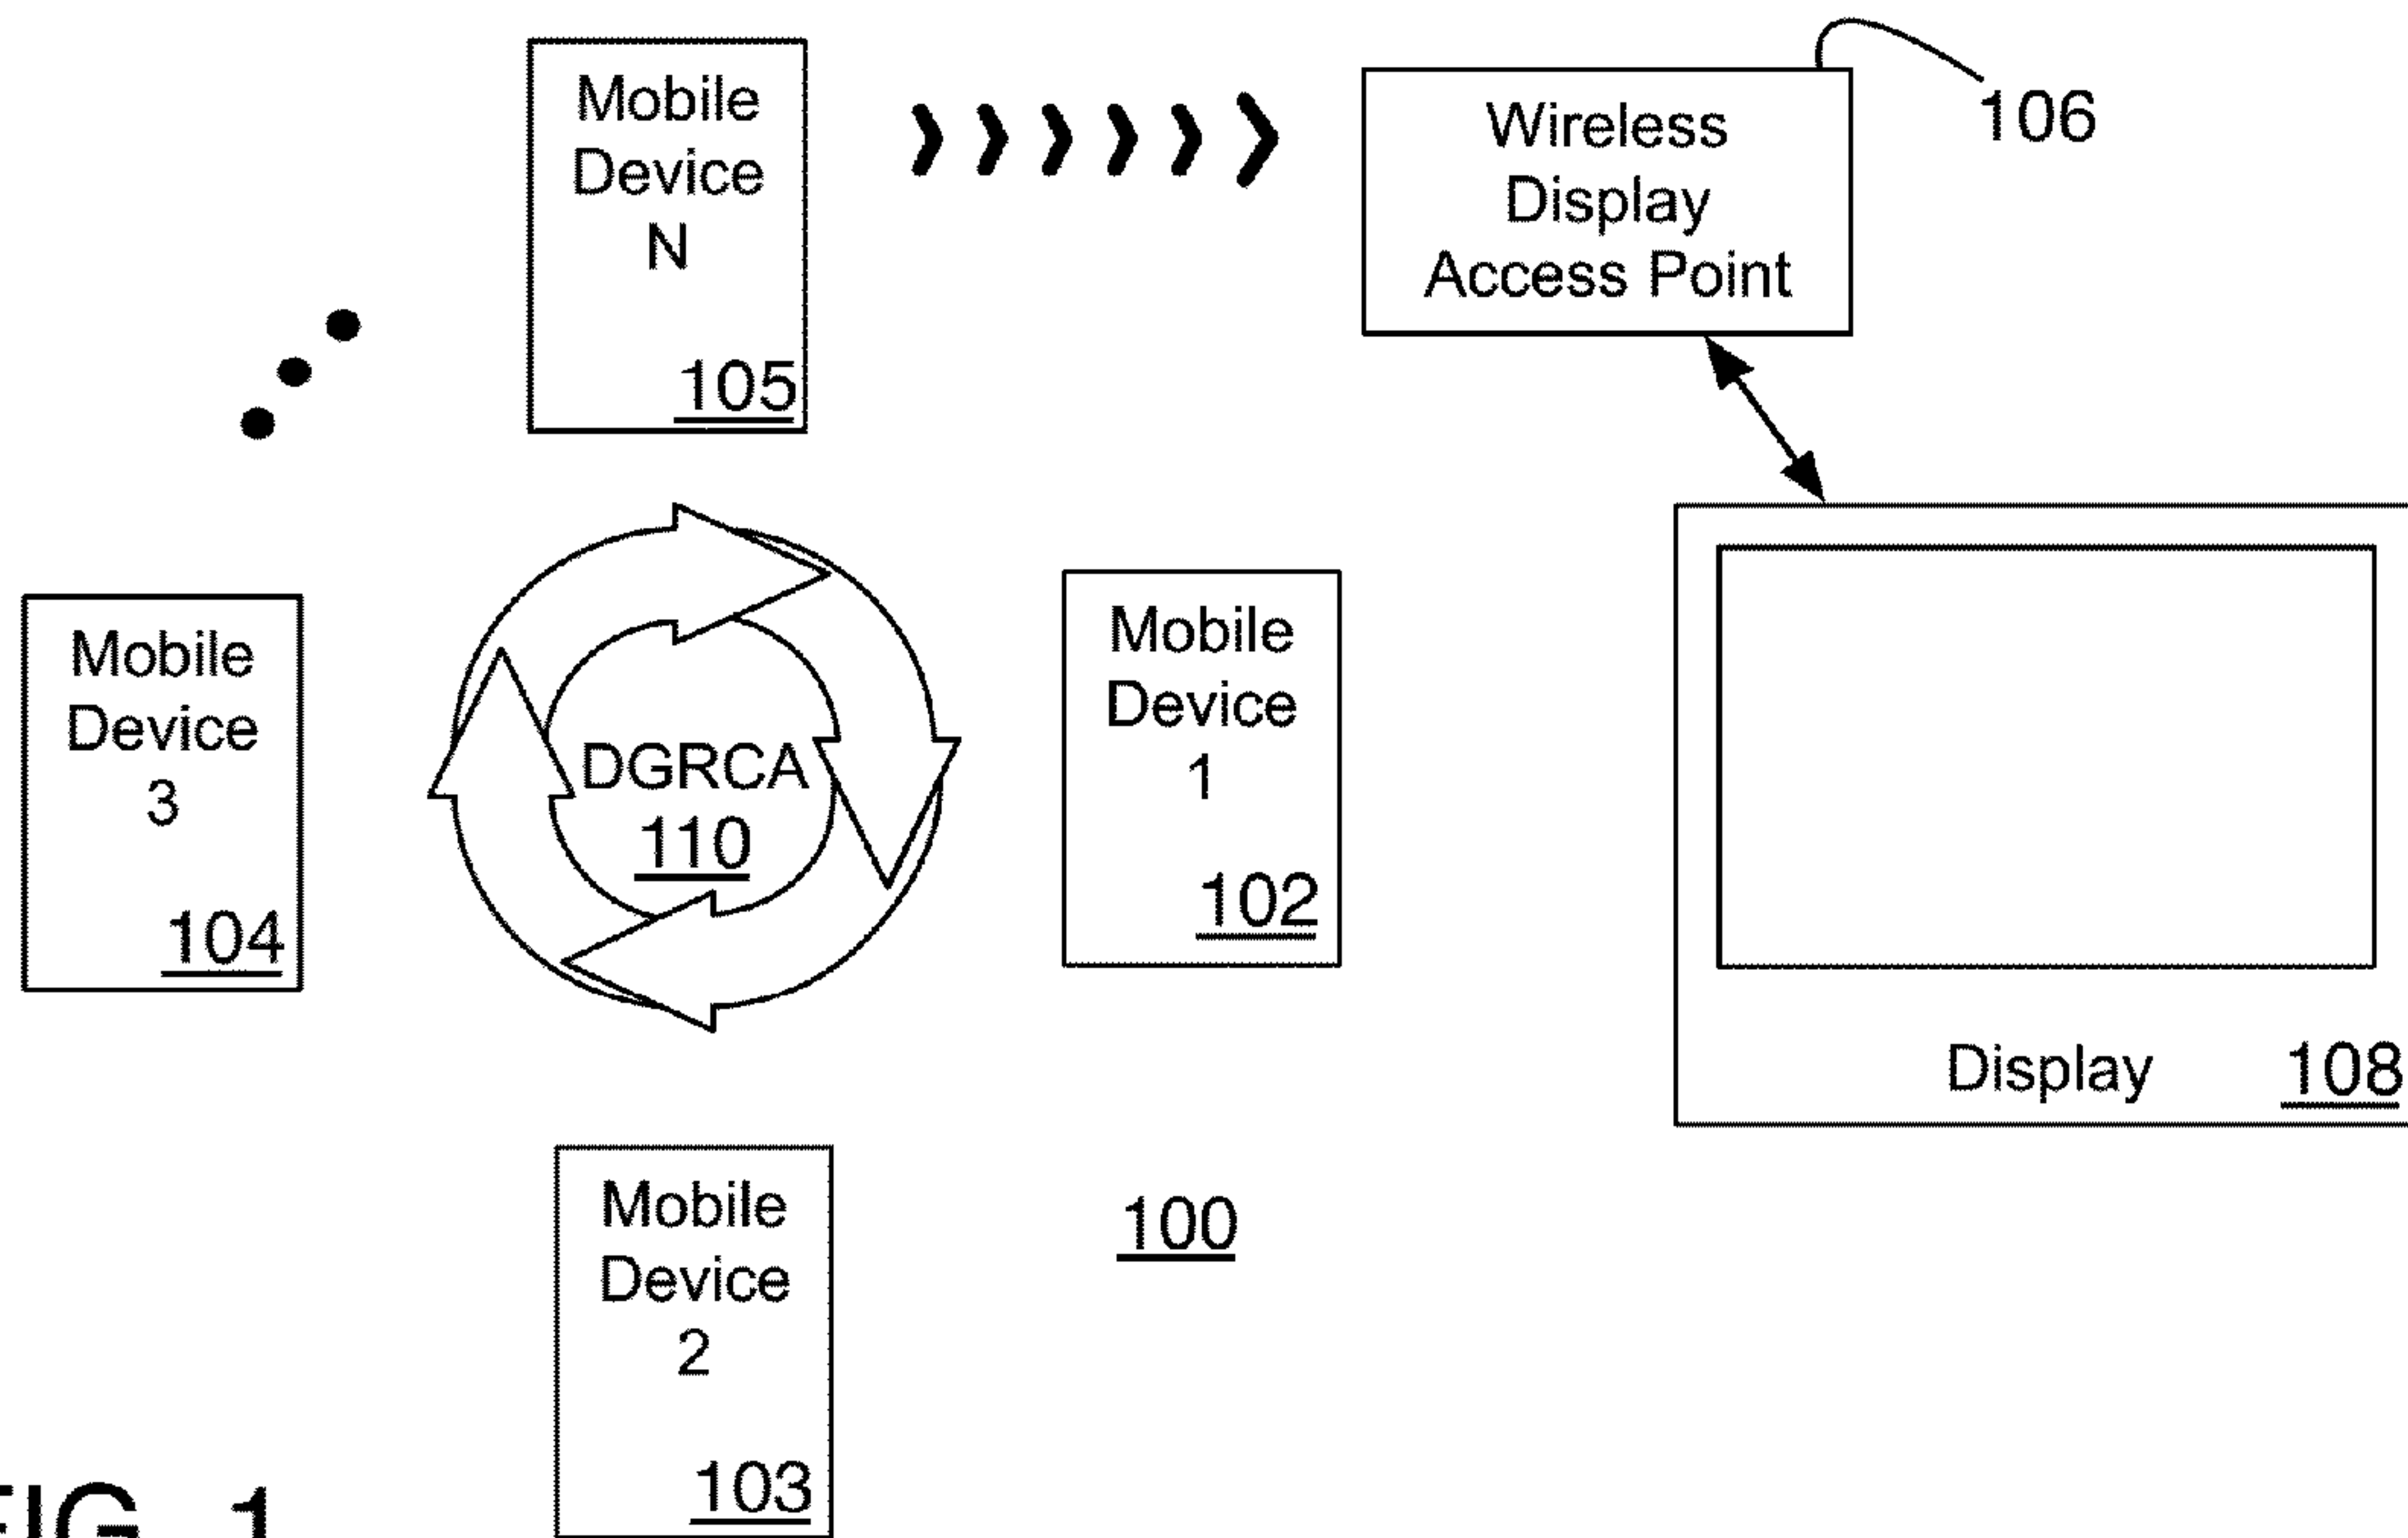 Mobile
Device
N
105
Wireless
Display
Access Point
106
Mobile
Device
3
104
DGRCA
110
Mobile
Device
1
102
Display 108
Mobile
Device
2
103
100
FIG. 1